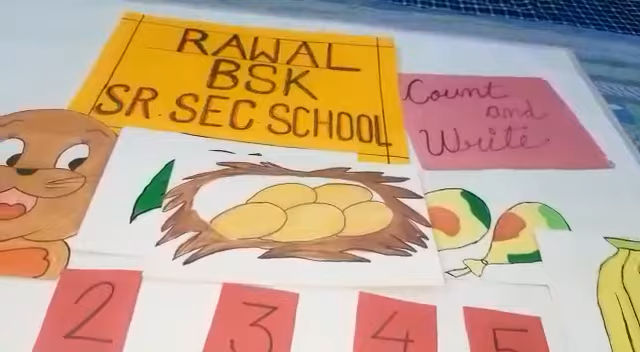 RAWAL
BSK
SR. SEC SCHOOL
Count
and
Write.
2
3
4
5